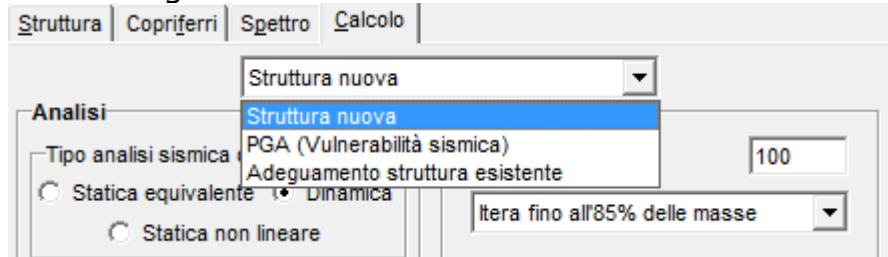 Struttura Copriferri Spettro Calcolo
Struttura nuova
Analisi
Struttura nuova
PGA (Vulnerabilità sismica)
Adeguamento struttura esistente
Tipo analisi sismica
100
Statica equivalente Dinamica
Itera fino all'85% delle masse
Statica non lineare